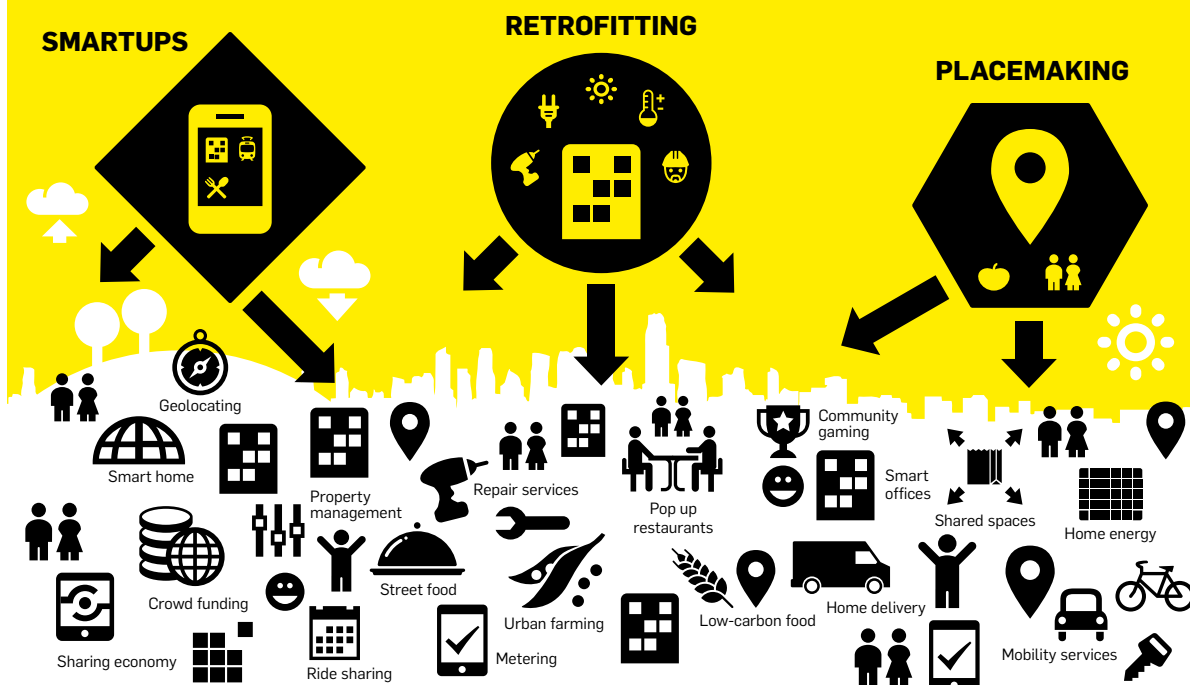 SMARTUPS
RETROFITTING
PLACEMAKING
Geolocating
Smart home
Property
management
Repair services
Pop up
restaurants
Community
gaming
Smart
offices
Shared spaces
Home energy
Crowd funding
Street food
Urban farming
Low-carbon food
Home delivery
Sharing economy
Ride sharing
Metering
Mobility services